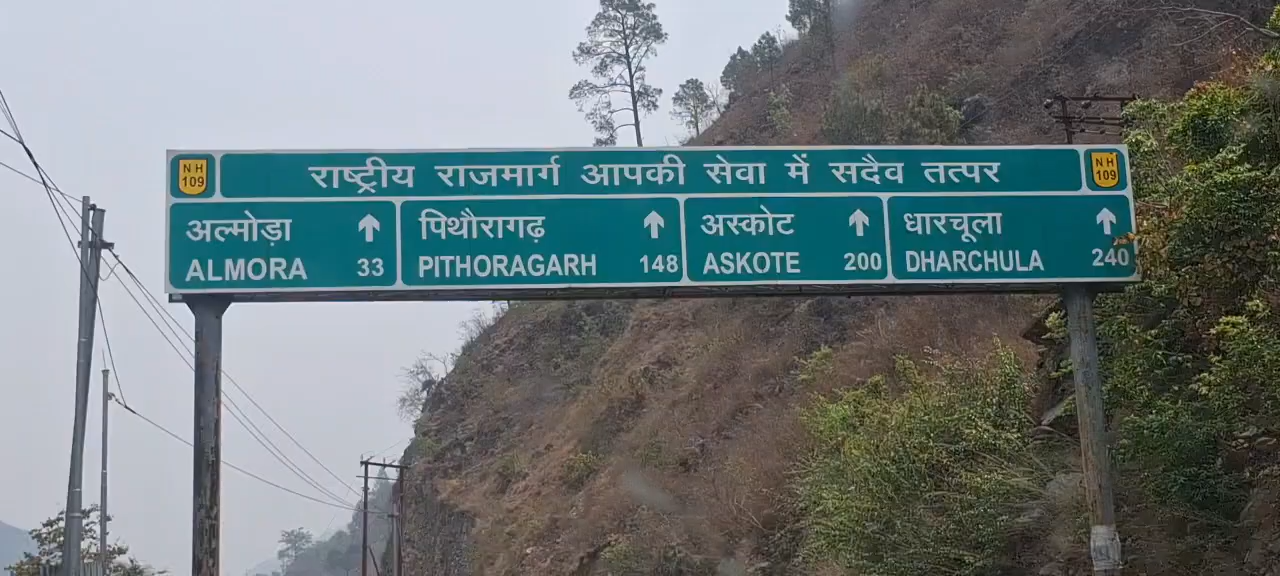 NH 109 राष्ट्रीय राजमार्ग आपकी सेवा में सदैव तत्पर NH 109
अल्मोड़ा पिथौरागढ़ अस्कोट धारचूला
ALMORA 33 PITHORAGARH 148 ASKOTE 200 DHARCHULA 240